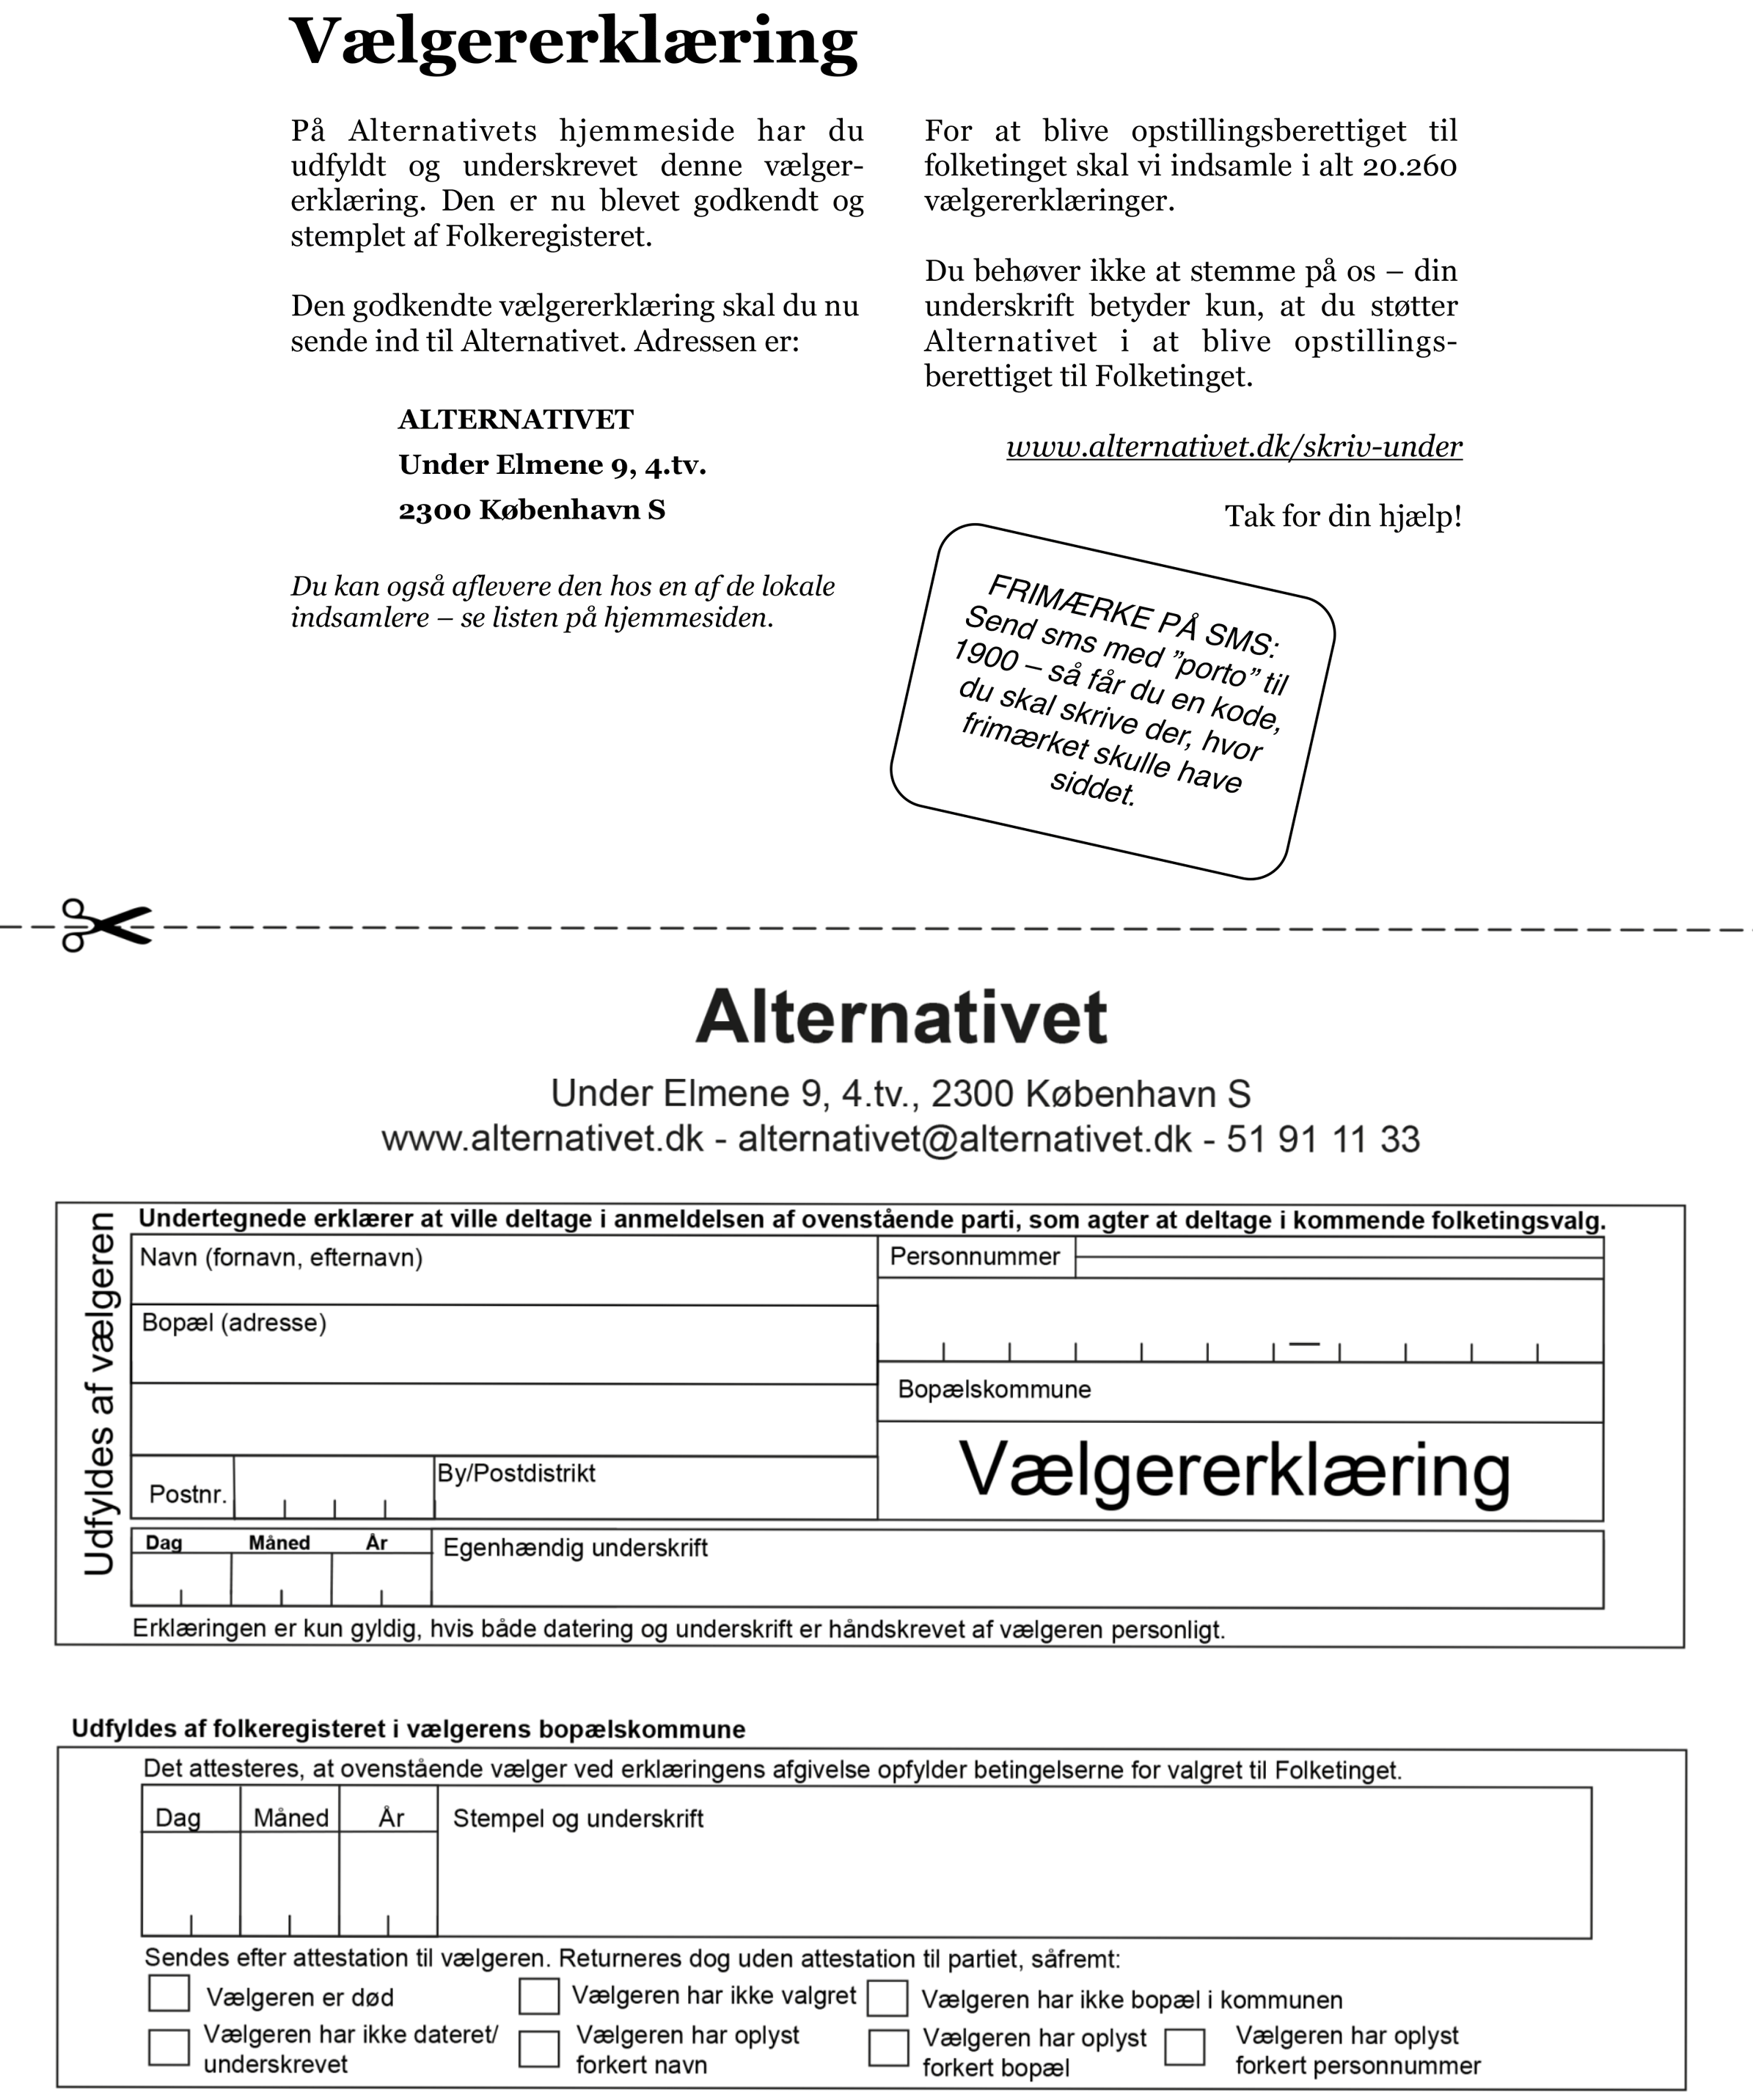 Vælgererklæring
På Alternativets hjemmeside har du
udfyldt og underskrevet denne vælger-
erklæring. Den er nu blevet godkendt og
stemplet af Folkeregisteret.
Den godkendte vælgererklæring skal du nu
sende ind til Alternativet. Adressen er:
ALTERNATIVET
Under Elmene 9, 4.tv.
2300 København S
Du kan også aflevere den hos en af de lokale
indsamlere – se listen på hjemmesiden.
For at blive opstillingsberettiget til
folketinget skal vi indsamle i alt 20.260
vælgererklæringer.
Du behøver ikke at stemme på os – din
underskrift betyder kun, at du støtter
Alternativet i at blive opstillings-
berettiget til Folketinget.
www.alternativet.dk/skriv-under
Tak for din hjælp!
FRIMÆRKE PÅ SMS:
Send sms med ”porto” til
1900 – så får du en kode,
du skal skrive der, hvor
frimærket skulle have
siddet.
Alternativet
Under Elmene 9, 4.tv., 2300 København S
www.alternativet.dk - alternativet@alternativet.dk - 51 91 11 33
Udfyldes af vælgeren
Undertegnede erklærer at ville deltage i anmeldelsen af ovenstående parti, som agter at deltage i kommende folketingsvalg.
Navn (fornavn, efternavn)
Personnummer
Bopæl (adresse)
Bopælskommune
Vælgererklæring
Postnr.
By/Postdistrikt
Dag Måned År
Egenhændig underskrift
Erklæringen er kun gyldig, hvis både datering og underskrift er håndskrevet af vælgeren personligt.
Udfyldes af folkeregisteret i vælgerens bopælskommune
Det attesteres, at ovenstående vælger ved erklæringens afgivelse opfylder betingelserne for valgret til Folketinget.
Dag Måned År
Stempel og underskrift
Sendes efter attestation til vælgeren. Returneres dog uden attestation til partiet, såfremt:
Vælgeren er død
Vælgeren har ikke valgret
Vælgeren har ikke bopæl i kommunen
Vælgeren har ikke dateret/
underskrevet
Vælgeren har oplyst
forkert navn
Vælgeren har oplyst
forkert bopæl
Vælgeren har oplyst
forkert personnummer